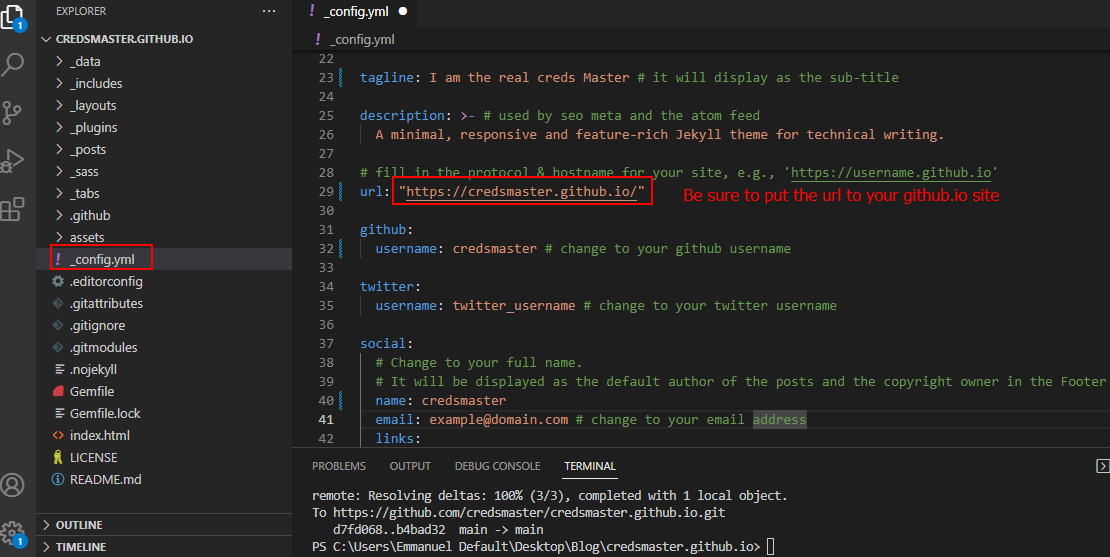 EXPLORER
···
CREDSMASTER.GITHUB.IO
_data
_includes
_layouts
_plugins
_posts
_sass
_tabs
.github
assets
! _config.yml
.editorconfig
.gitattributes
.gitignore
.gitmodules
.nojekyll
Gemfile
Gemfile.lock
index.html
LICENSE
README.md
OUTLINE
TIMELINE
1
1
! _config.yml
! _config.yml
22
23 tagline: I am the real creds Master # it will display as the sub-title
24
25 description: >- # used by seo meta and the atom feed
26 A minimal, responsive and feature-rich Jekyll theme for technical writing.
27
28 # fill in the protocol & hostname for your site, e.g., 'https://username.github.io'
29 url: "https://credsmaster.github.io/"
Be sure to put the url to your github.io site
30
31 github:
32 username: credsmaster # change to your github username
33
34 twitter:
35 username: twitter_username # change to your twitter username
36
37 social:
38 # Change to your full name.
39 # It will be displayed as the default author of the posts and the copyright owner in the Footer
40 name: credsmaster
41 email: example@domain.com # change to your email address
42 links:
PROBLEMS OUTPUT DEBUG CONSOLE TERMINAL
remote: Resolving deltas: 100% (3/3), completed with 1 local object.
To https://github.com/credsmaster/credsmaster.github.io.git
d7fd068..b4bad32 main -> main
PS C:\Users\Emmanuel Default\Desktop\Blog\credsmaster.github.io>